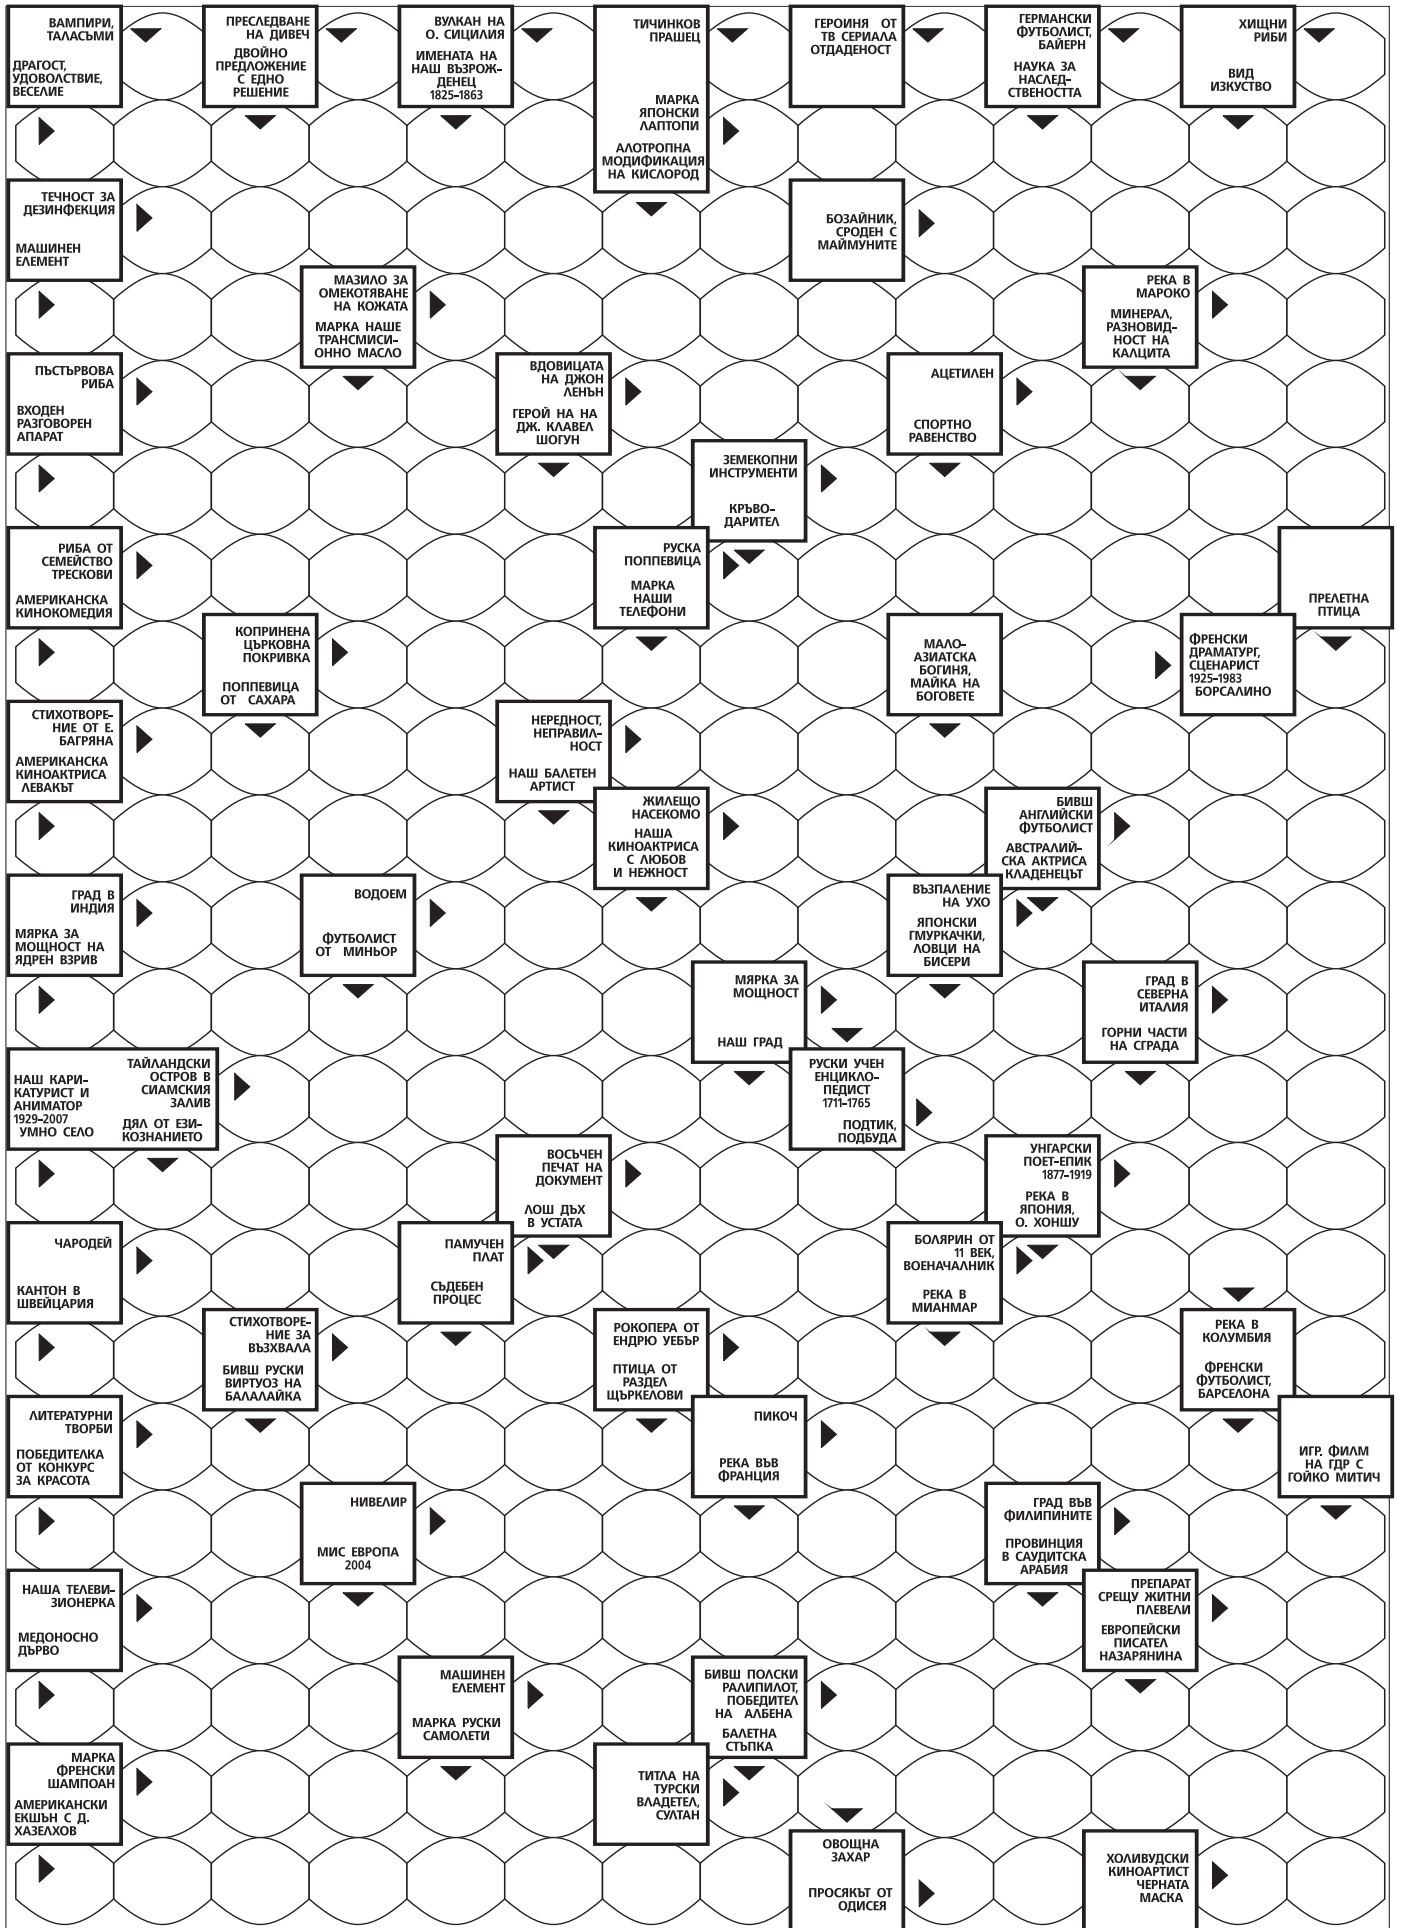 ВАМПИРИ,
ТАЛАСЪМИ
ДРАГОСТ,
УДОВОЛСТВИЕ,
ВЕСЕЛИЕ
ПРЕСЛЕДВАНЕ
НА ДИВЕЧ
ДВОЙНО
ПРЕДЛОЖЕНИЕ
С ЕДНО
РЕШЕНИЕ
ВУЛКАН НА
О. СИЦИЛИЯ
ИМЕНАТА НА
НАШ ВЪЗРОЖ-
ДЕНЕЦ
1825–1863
ТИЧИНКОВ
ПРАШЕЦ
МАРКА
ЯПОНСКИ
ЛАПТОПИ
АЛОТРОПНА
МОДИФИКАЦИЯ
НА КИСЛОРОД
ГЕРОИНЯ ОТ
ТВ СЕРИАЛА
ОТДАДЕНОСТ
ГЕРМАНСКИ
ФУТБОЛИСТ,
БАЙЕРН
НАУКА ЗА
НАСЛЕД-
СТВЕНОСТТА
ХИЩНИ
РИБИ
ВИД
ИЗКУСТВО
ТЕЧНОСТ ЗА
ДЕЗИНФЕКЦИЯ
МАШИНЕН
ЕЛЕМЕНТ
БОЗАЙНИК,
СРОДЕН С
МАЙМУНИТЕ
МАЗИЛО ЗА
ОМЕКОТЯВАНЕ
НА КОЖАТА
МАРКА НАШЕ
ТРАНСМИСИ-
ОННО МАСЛО
РЕКА В
МАРОКО
МИНЕРАЛ,
РАЗНОВИД-
НОСТ НА
КАЛЦИТА
ПЪСТЪРВОВА
РИБА
ВХОДЕН
РАЗГОВОРЕН
АПАРАТ
ВДОВИЦАТА
НА ДЖОН
ЛЕНЪН
ГЕРОЙ НА НА
ДЖ. КЛАВЕЛ
ШОГУН
АЦЕТИЛЕН
СПОРТНО
РАВЕНСТВО
ЗЕМЕКОПНИ
ИНСТРУМЕНТИ
КРЪВО-
ДАРИТЕЛ
РИБА ОТ
СЕМЕЙСТВО
ТРЕСКОВИ
АМЕРИКАНСКА
КИНОКОМЕДИЯ
РУСКА
ПОППЕВИЦА
МАРКА
НАШИ
ТЕЛЕФОНИ
ПРЕЛЕТНА
ПТИЦА
КОПРИНЕНА
ЦЪРКОВНА
ПОКРИВКА
ПОППЕВИЦА
ОТ САХАРА
МАЛО-
АЗИАТСКА
БОГИНЯ,
МАЙКА НА
БОГОВЕТЕ
ФРЕНСКИ
ДРАМАТУРГ,
СЦЕНАРИСТ
1925–1983
БОРСАЛИНО
СТИХОТВОРЕ-
НИЕ ОТ Е.
БАГРЯНА
АМЕРИКАНСКА
КИНОАКТРИСА
ЛЕВАКЪТ
НЕРЕДНОСТ,
НЕПРАВИЛ-
НОСТ
НАШ БАЛЕТЕН
АРТИСТ
ЖИЛЕЩО
НАСЕКОМО
НАША
КИНОАКТРИСА
С ЛЮБОВ
И НЕЖНОСТ
БИВШ
АНГЛИЙСКИ
ФУТБОЛИСТ
АВСТРАЛИЙ-
СКА АКТРИСА
КЛАДЕНЕЦЪТ
ГРАД В
ИНДИЯ
МЯРКА ЗА
МОЩНОСТ НА
ЯДРЕН ВЗРИВ
ВОДОЕМ
ФУТБОЛИСТ
ОТ МИНЬОР
ВЪЗПАЛЕНИЕ
НА УХО
ЯПОНСКИ
ГМУРКАЧКИ,
ЛОВЦИ НА
БИСЕРИ
МЯРКА ЗА
МОЩНОСТ
НАШ ГРАД
ГРАД В
СЕВЕРНА
ИТАЛИЯ
ГОРНИ ЧАСТИ
НА СГРАДА
НАШ КАРИ-
КАТУРИСТ И
АНИМАТОР
1929–2007
УМНО СЕЛО
ТАЙЛАНДСКИ
ОСТРОВ В
СИАМСКИЯ
ЗАЛИВ
ДЯЛ ОТ ЕЗИ-
КОЗНАНИЕТО
РУСКИ УЧЕН
ЕНЦИКЛО-
ПЕДИСТ
1711–1765
ПОДТИК,
ПОДБУДА
ВОСЪЧЕН
ПЕЧАТ НА
ДОКУМЕНТ
ЛОШ ДЪХ
В УСТАТА
УНГАРСКИ
ПОЕТ-ЕПИК
1877–1919
РЕКА В
ЯПОНИЯ,
О. ХОНШУ
ЧАРОДЕЙ
КАНТОН В
ШВЕЙЦАРИЯ
ПАМУЧЕН
ПЛАТ
СЪДЕБЕН
ПРОЦЕС
БОЛЯРИН ОТ
11 ВЕК,
ВОЕНАЧАЛНИК
РЕКА В
МИАНМАР
СТИХОТВОРЕ-
НИЕ ЗА
ВЪЗХВАЛА
БИВШ РУСКИ
ВИРТУОЗ НА
БАЛАЛАЙКА
РОКОПЕРА ОТ
ЕНДРЮ УЕБЪР
ПТИЦА ОТ
РАЗДЕЛ
ЩЪРКЕЛОВИ
РЕКА В
КОЛУМБИЯ
ФРЕНСКИ
ФУТБОЛИСТ,
БАРСЕЛОНА
ЛИТЕРАТУРНИ
ТВОРБИ
ПОБЕДИТЕЛКА
ОТ КОНКУРС
ЗА КРАСОТА
ПИКОЧ
РЕКА ВЪВ
ФРАНЦИЯ
ИГР. ФИЛМ
НА ГДР С
ГОЙКО МИТИЧ
НИВЕЛИР
МИС ЕВРОПА
2004
ГРАД ВЪВ
ФИЛИПИНИТЕ
ПРОВИНЦИЯ
В САУДИТСКА
АРАБИЯ
НАША ТЕЛЕВИ-
ЗИОНЕРКА
МЕДОНОСНО
ДЪРВО
ПРЕПАРАТ
СРЕЩУ ЖИТНИ
ПЛЕВЕЛИ
ЕВРОПЕЙСКИ
ПИСАТЕЛ
НАЗАРЯНИНА
МАШИНЕН
ЕЛЕМЕНТ
МАРКА РУСКИ
САМОЛЕТИ
БИВШ ПОЛСКИ
РАЛИПИЛОТ,
ПОБЕДИТЕЛ
НА АЛБЕНА
БАЛЕТНА
СТЪПКА
МАРКА
ФРЕНСКИ
ШАМПОАН
АМЕРИКАНСКИ
ЕКШЪН С Д.
ХАЗЕЛХОВ
ТИТЛА НА
ТУРСКИ
ВЛАДЕТЕЛ,
СУЛТАН
ОВОЩНА
ЗАХАР
ПРОСЯКЪТ ОТ
ОДИСЕЯ
ХОЛИВУДСКИ
КИНОАРТИСТ
ЧЕРНАТА
МАСКА